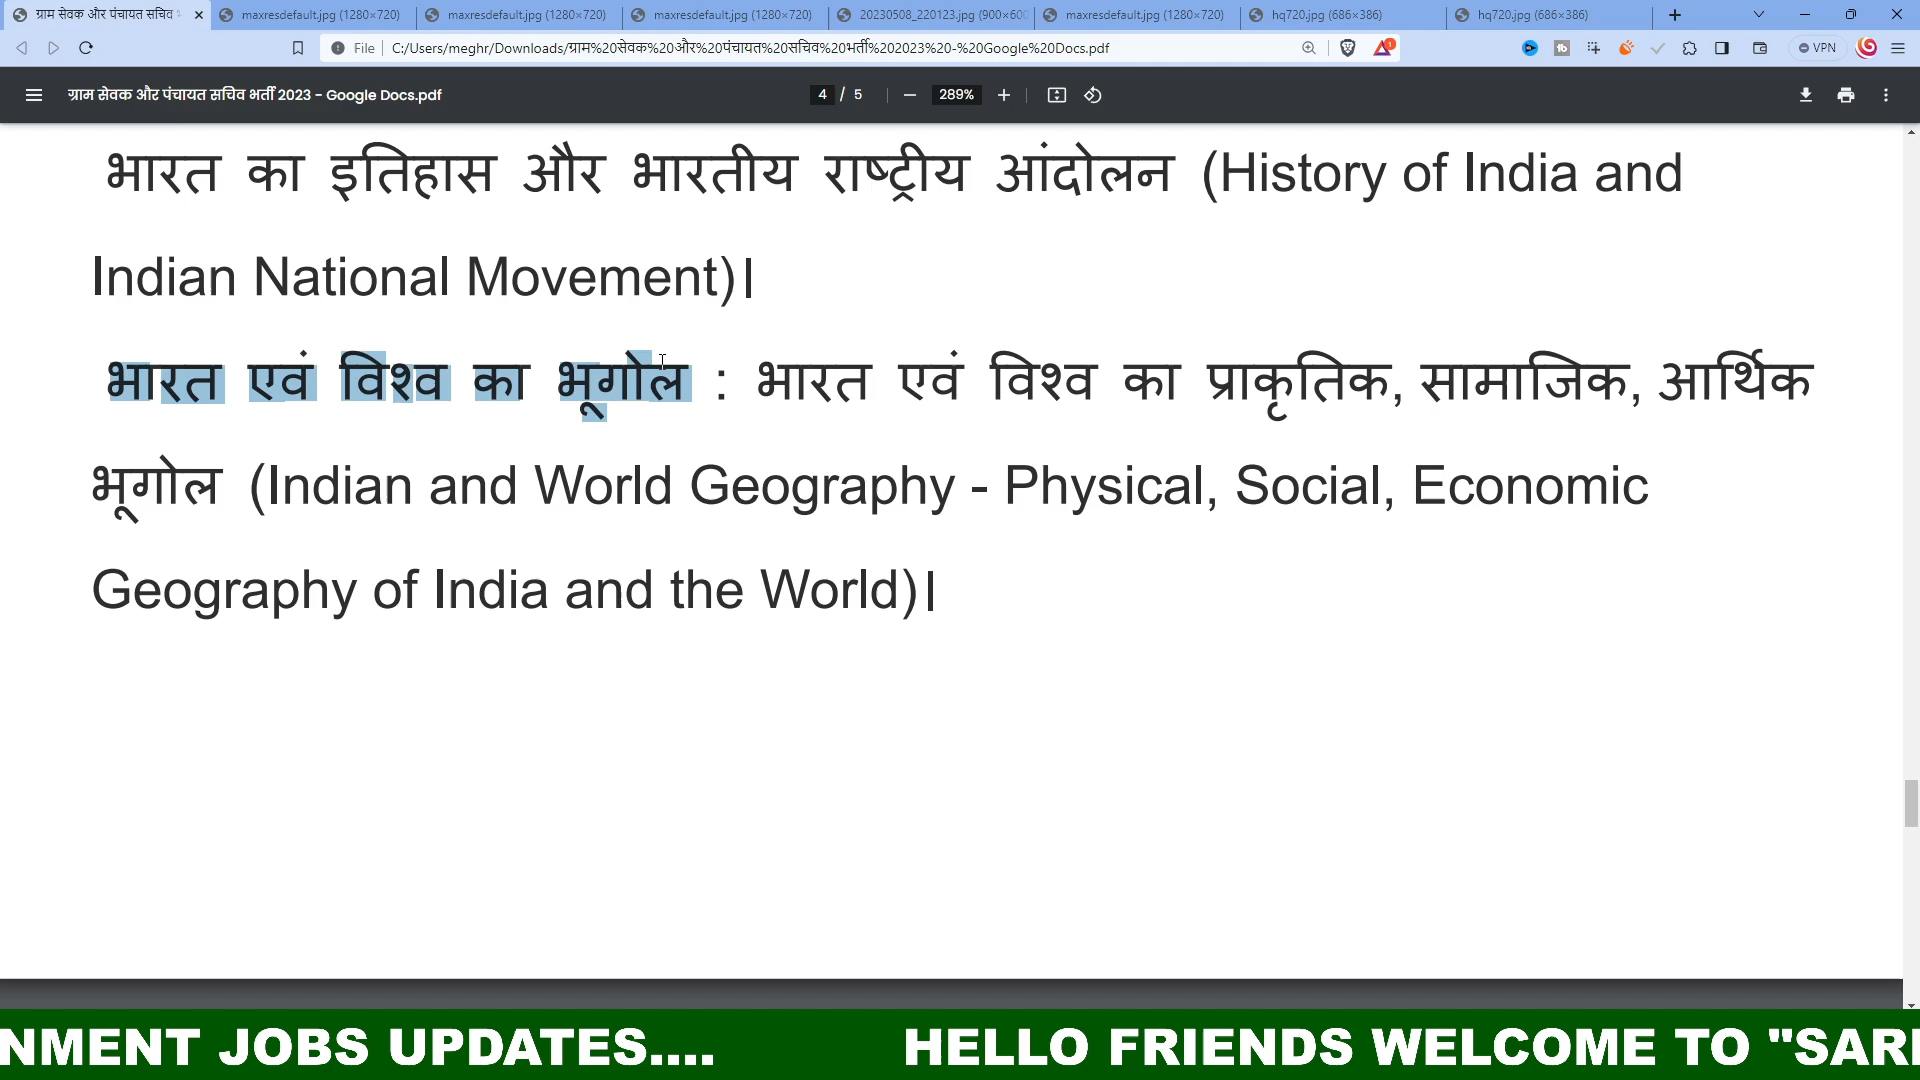 ग्राम सेवक और पंचायत सचिव
maxresdefault.jpg (1280×720)
maxresdefault.jpg (1280×720)
maxresdefault.jpg (1280×720)
20230508_220123.jpg (900×600
maxresdefault.jpg (1280×720)
hq720.jpg (686×386)
hq720.jpg (686×386)
File
C:/Users/meghr/Downloads/ग्राम%20सेवक%20और%20पंचायत%20सचिव%20भर्ती%202023%20-%20Google%20Docs.pdf
1
VPN
ग्राम सेवक और पंचायत सचिव भर्ती 2023 - Google Docs.pdf
4 / 5
289%
भारत का इतिहास और भारतीय राष्ट्रीय आंदोलन (History of India and
Indian National Movement)।
भारत एवं विश्व का भूगोल : भारत एवं विश्व का प्राकृतिक, सामाजिक, आर्थिक
भूगोल (Indian and World Geography - Physical, Social, Economic
Geography of India and the World)।
NMENT JOBS UPDATES.... HELLO FRIENDS WELCOME TO "SAR